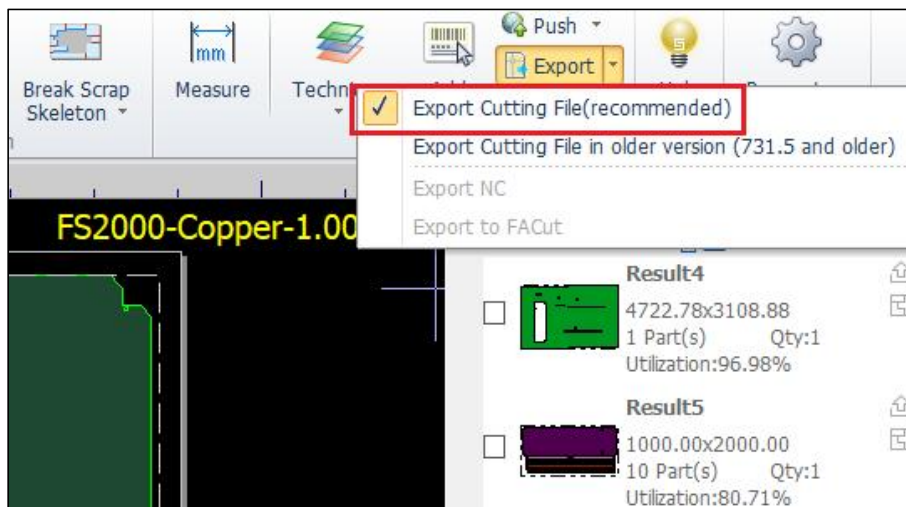 Push
mm
Export
Break Scrap
Skeleton
Measure
Export Cutting File(recommended)
Export Cutting File in older version (731.5 and older)
Export NC
Export to FACut
FS2000-Copper-1.00
Result4
4722.78x3108.88
1 Part(s) Qty:1
Utilization:96.98%
Result5
1000.00x2000.00
10 Part(s) Qty:1
Utilization:80.71%